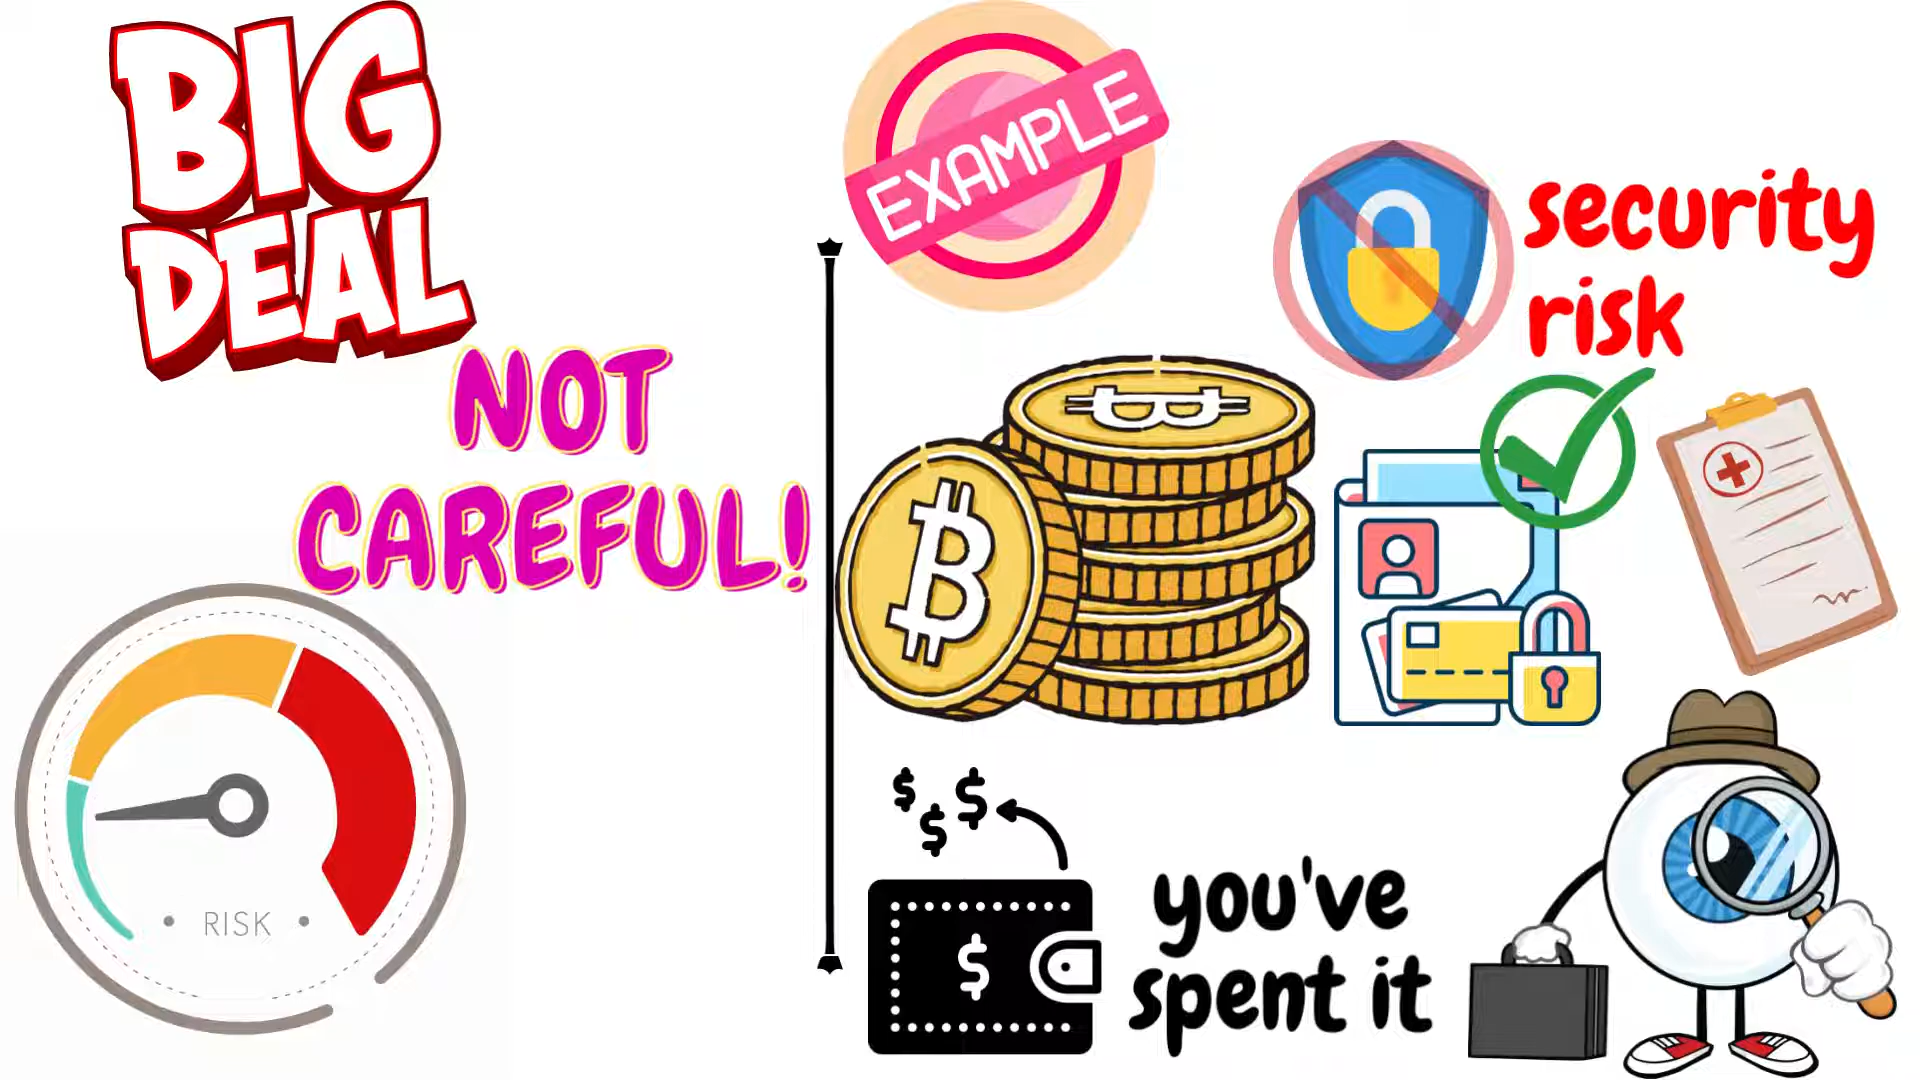 BIG
DEAL
NOT
CAREFUL!
RISK
EXAMPLE
security
risk
$ $ $
$
you've
spent it